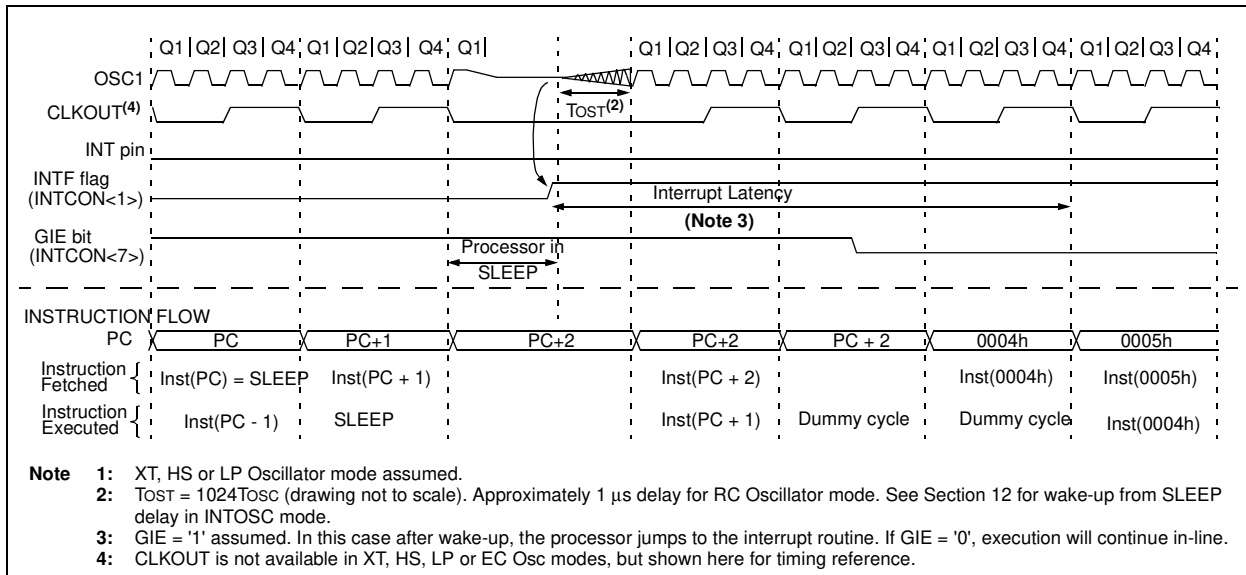 Q1 | Q2 | Q3 | Q4 Q1 | Q2 | Q3 | Q4 Q1 | Q1 | Q2 | Q3 | Q4 Q1 | Q2 | Q3 | Q4 Q1 | Q2 | Q3 | Q4 Q1 | Q2 | Q3 | Q4
OSC1
TOST(2)
CLKOUT(4)
INT pin
INTF flag
(INTCON<1>)
Interrupt Latency
(Note 3)
GIE bit
(INTCON<7>)
Processor in
SLEEP
INSTRUCTION FLOW
PC PC PC+1 PC+2 PC+2 PC + 2 0004h 0005h
Instruction
Fetched
Inst(PC) = SLEEP Inst(PC + 1) Inst(PC + 2) Inst(0004h) Inst(0005h)
Instruction
Executed
Inst(PC - 1) SLEEP Inst(PC + 1) Dummy cycle Dummy cycle Inst(0004h)
Note 1: XT, HS or LP Oscillator mode assumed.
2: TOST = 1024TOSC (drawing not to scale). Approximately 1 μs delay for RC Oscillator mode. See Section 12 for wake-up from SLEEP
delay in INTOSC mode.
3: GIE = '1' assumed. In this case after wake-up, the processor jumps to the interrupt routine. If GIE = '0', execution will continue in-line.
4: CLKOUT is not available in XT, HS, LP or EC Osc modes, but shown here for timing reference.